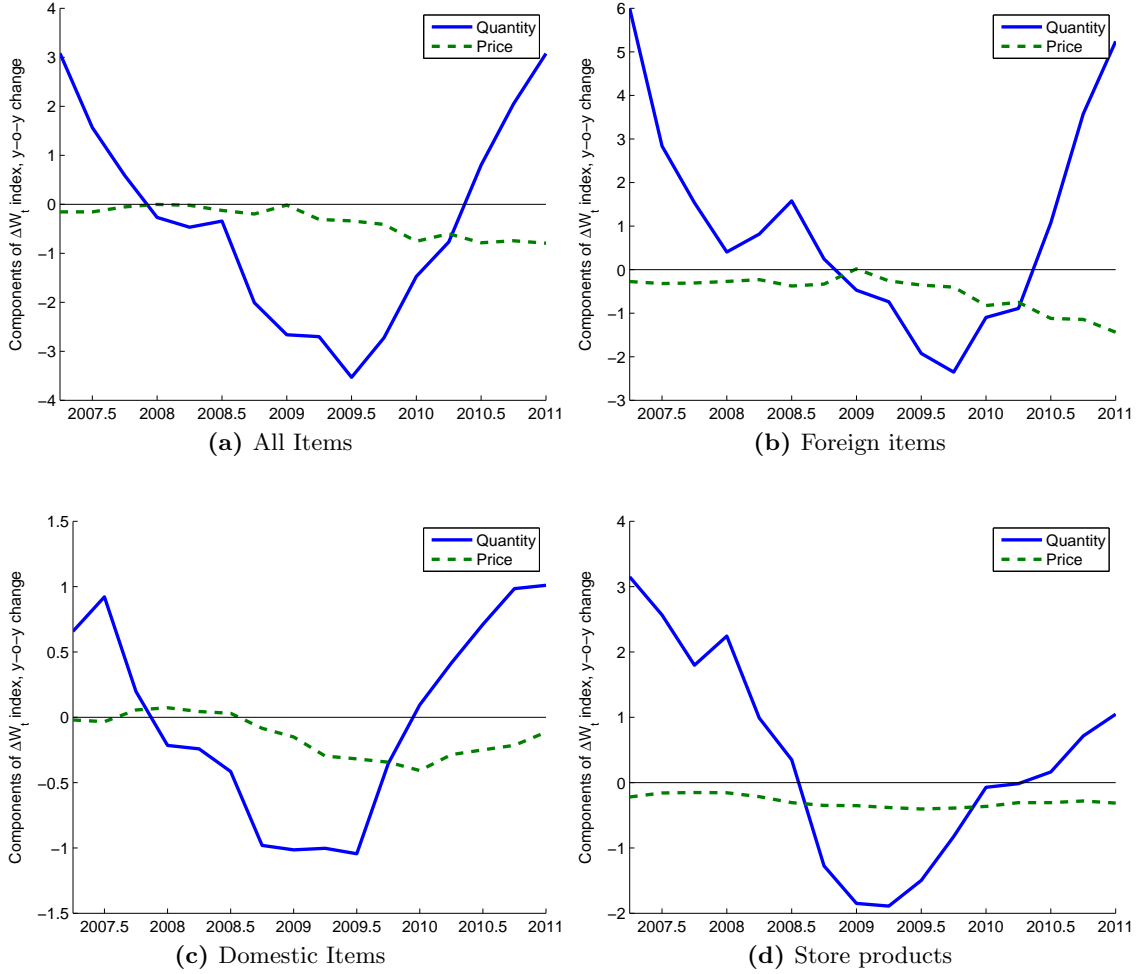 4
3
2
1
0
−1
−2
−3
−4
Components of ΔWt index, y−o−y change
2007.5 2008 2008.5 2009 2009.5 2010 2010.5 2011
Quantity
Price
(a) All Items
6
5
4
3
2
1
0
−1
−2
−3
Components of ΔWt index, y−o−y change
2007.5 2008 2008.5 2009 2009.5 2010 2010.5 2011
Quantity
Price
(b) Foreign items
1.5
1
0.5
0
−0.5
−1
−1.5
Components of ΔWt index, y−o−y change
2007.5 2008 2008.5 2009 2009.5 2010 2010.5 2011
Quantity
Price
(c) Domestic Items
4
3
2
1
0
−1
−2
Components of ΔWt index, y−o−y change
2007.5 2008 2008.5 2009 2009.5 2010 2010.5 2011
Quantity
Price
(d) Store products